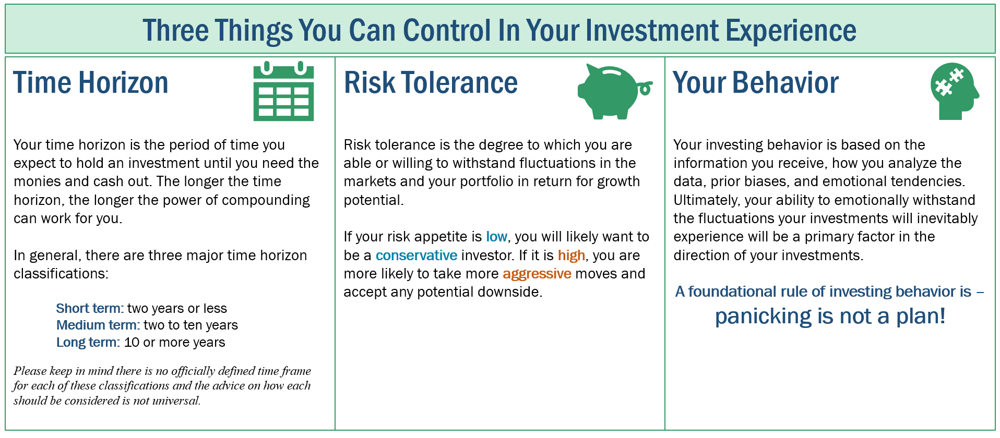 Three Things You Can Control In Your Investment Experience
Time Horizon
Your time horizon is the period of time you
expect to hold an investment until you need the
monies and cash out. The longer the time
horizon, the longer the power of compounding
can work for you.
In general, there are three major time horizon
classifications:
Short term: two years or less
Medium term: two to ten years
Long term: 10 or more years
Please keep in mind there is no officially defined time frame
for each of these classifications and the advice on how each
should be considered is not universal.
Risk Tolerance
Risk tolerance is the degree to which you are
able or willing to withstand fluctuations in the
markets and your portfolio in return for growth
potential.
If your risk appetite is low, you will likely want to
be a conservative investor. If it is high, you are
more likely to take more aggressive moves and
accept any potential downside.
Your Behavior
Your investing behavior is based on the
information you receive, how you analyze the
data, prior biases, and emotional tendencies.
Ultimately, your ability to emotionally withstand
the fluctuations your investments will inevitably
experience will be a primary factor in the
direction of your investments.
A foundational rule of investing behavior is –
panicking is not a plan!